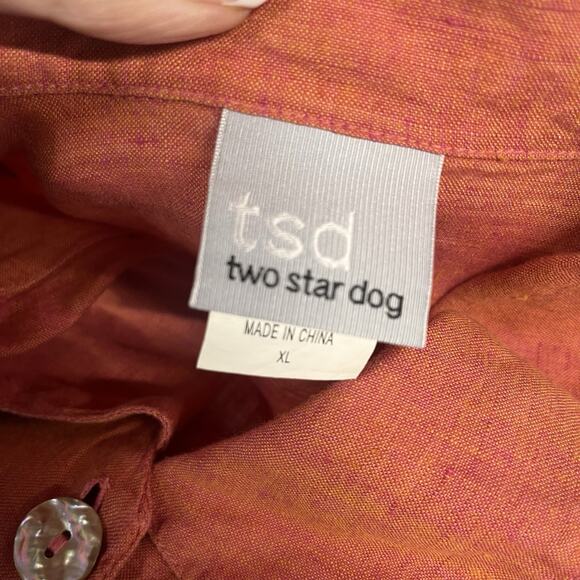 tsd
two star dog
MADE IN CHINA
XL